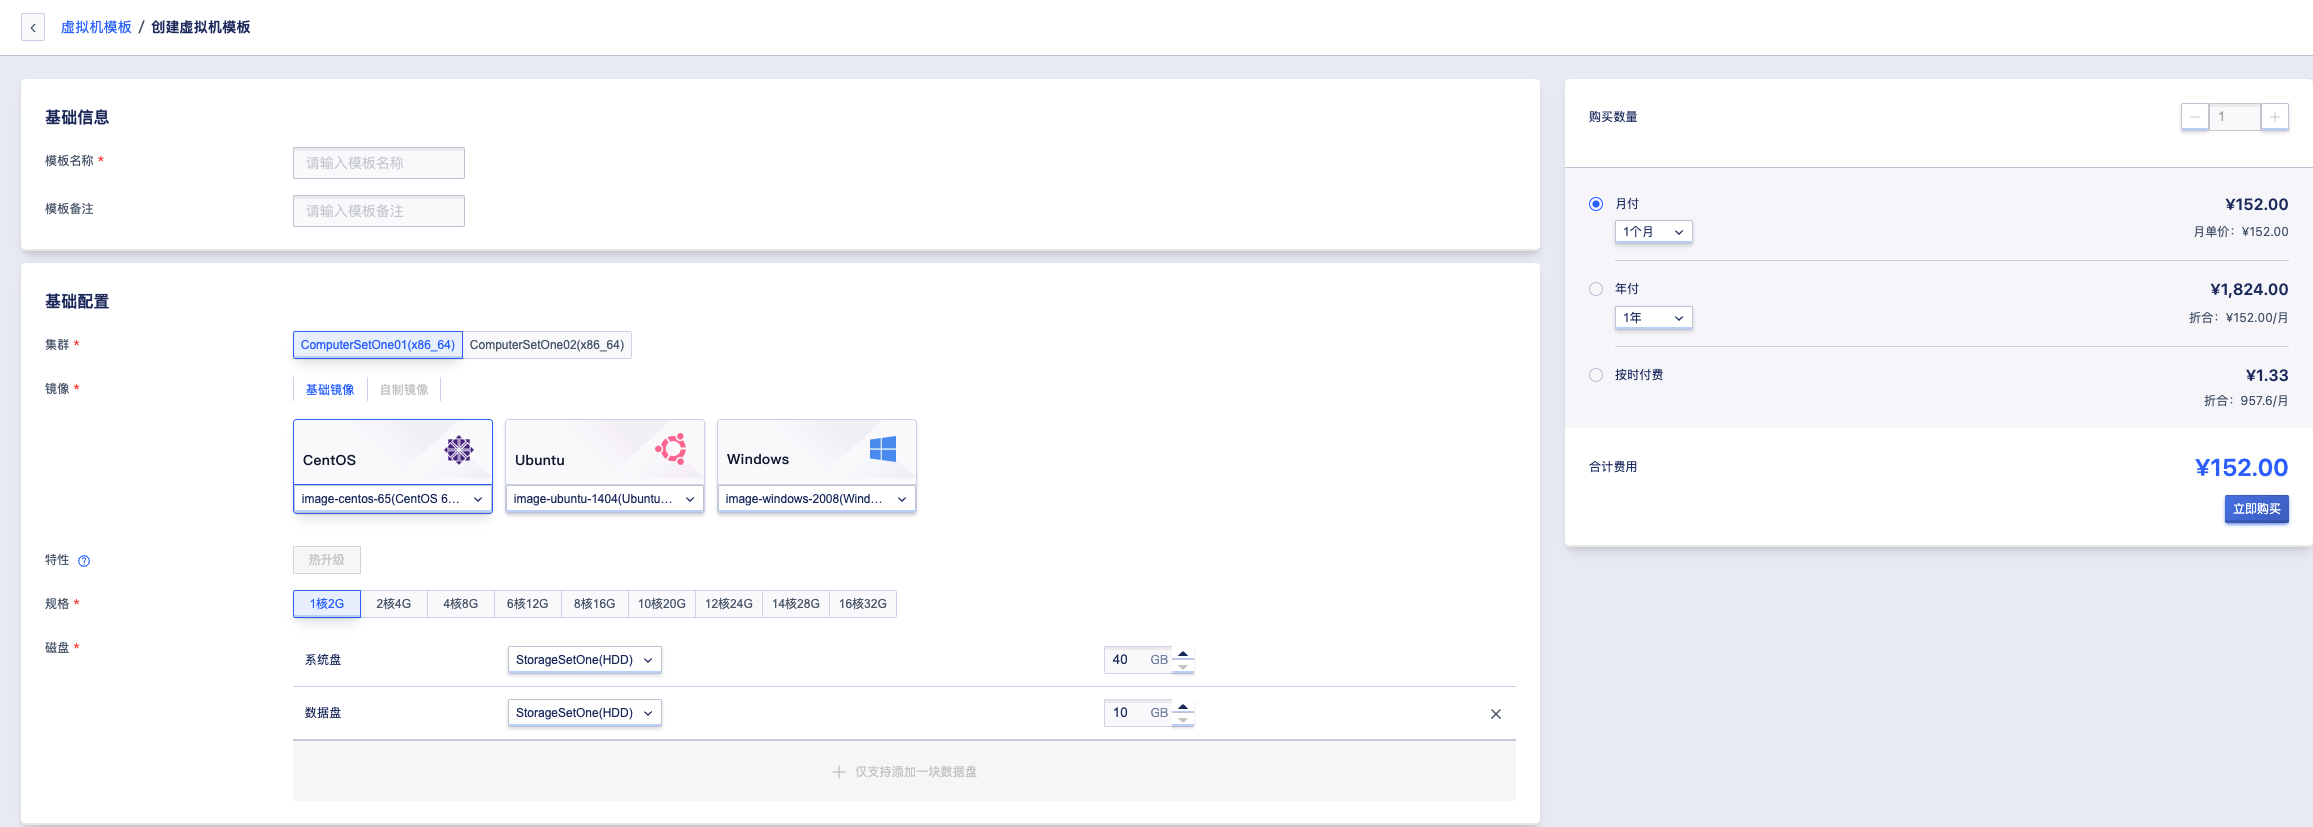 虚拟机模板 / 创建虚拟机模板
基础信息
模板名称 *
请输入模板名称
模板备注
请输入模板备注
基础配置
集群 *
ComputerSetOne01(x86_64) ComputerSetOne02(x86_64)
镜像 *
基础镜像 自制镜像
CentOS
image-centos-65(CentOS 6...
Ubuntu
image-ubuntu-1404(Ubuntu...
Windows
image-windows-2008(Wind...
特性 ?
热升级
规格 *
1核2G 2核4G 4核8G 6核12G 8核16G 10核20G 12核24G 14核28G 16核32G
磁盘 *
系统盘 StorageSetOne(HDD) 40 GB
数据盘 StorageSetOne(HDD) 10 GB
仅支持添加一块数据盘
购买数量 1
月付 ¥152.00
1个月 月单价: ¥152.00
年付 ¥1,824.00
1年 折合: ¥152.00/月
按时付费 ¥1.33
折合: 957.6/月
合计费用 ¥152.00
立即购买